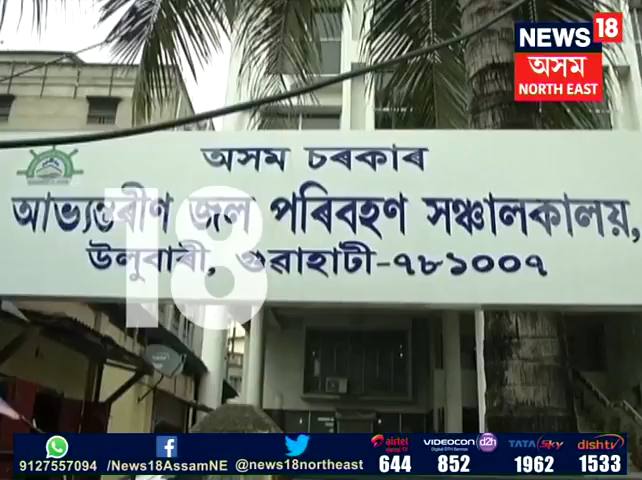 NEWS 18
অসম
NORTH EAST
অসম চৰকাৰ
আভ্যন্তৰীণ জল পৰিবহণ সঞ্চালকালয়,
উলুবাৰী, গুৱাহাটী-৭৮১০০৭
18
9127557094 /News18AssamNE @news18northeast
airtel 644 VIDEOCON d2h 852 TATA sky 1962 dishtv 1533